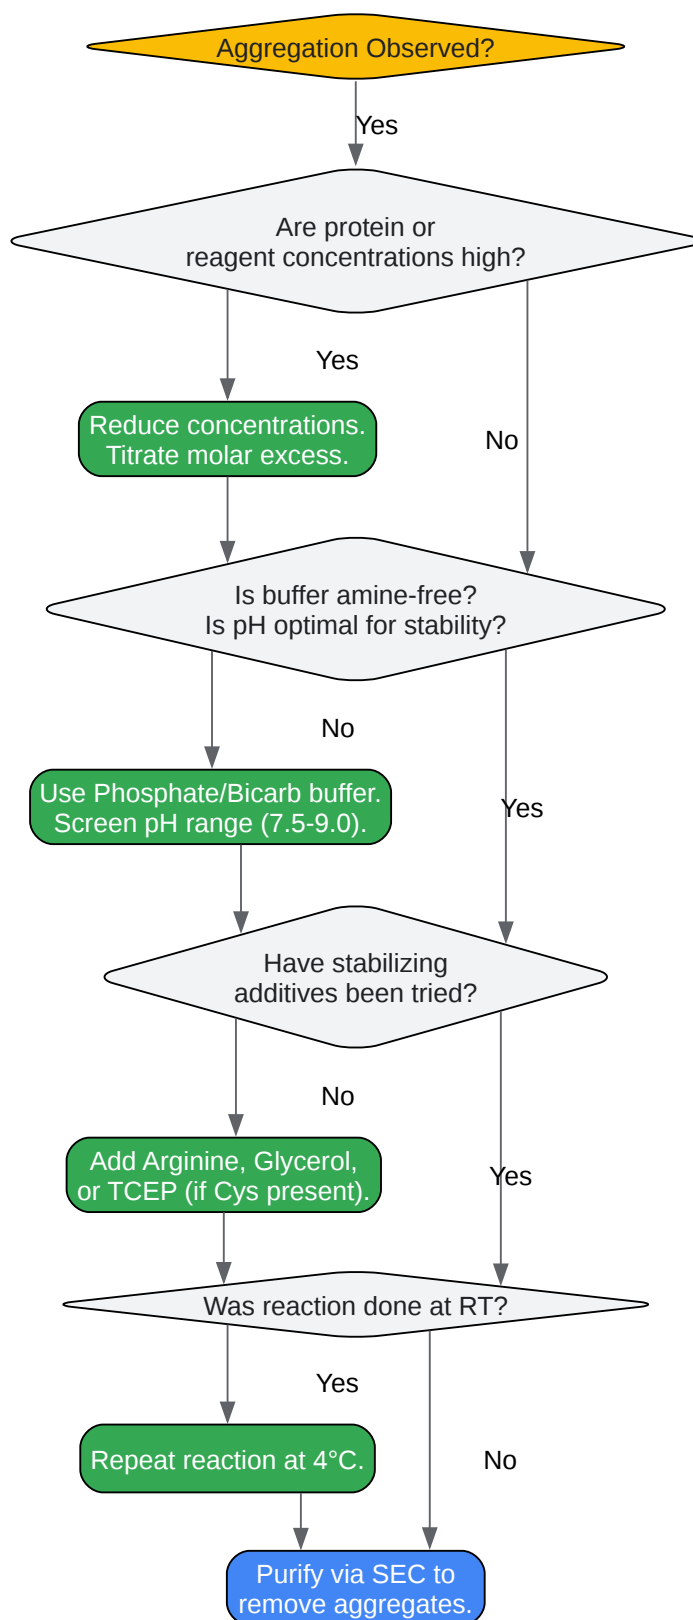 Aggregation Observed?
Yes
Are protein or
reagent concentrations high?
Yes
Reduce concentrations.
Titrate molar excess.
No
Is buffer amine-free?
Is pH optimal for stability?
No
Use Phosphate/Bicarb buffer.
Screen pH range (7.5-9.0).
Yes
Have stabilizing
additives been tried?
No
Add Arginine, Glycerol,
or TCEP (if Cys present).
Yes
Was reaction done at RT?
Yes
Repeat reaction at 4°C.
No
Purify via SEC to
remove aggregates.